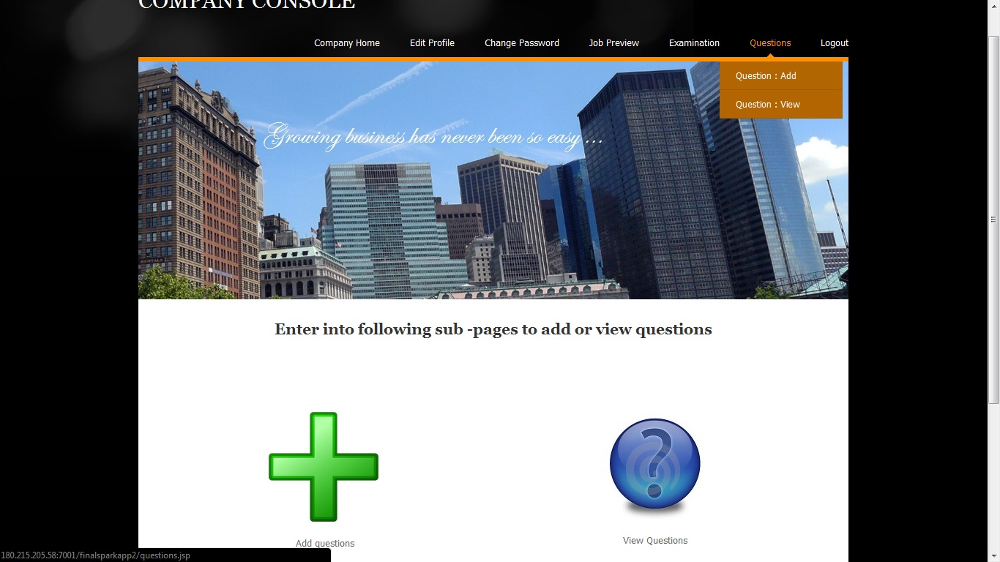 COMPANY CONSOLE
Company Home Edit Profile Change Password Job Preview Examination Questions Logout
Question : Add
Question : View
Growing business has never been so easy ...
RENTALS
Enter into following sub -pages to add or view questions
?
Add questions
View Questions
180.215.205.58:7001/finalsparkapp2/questions.jsp